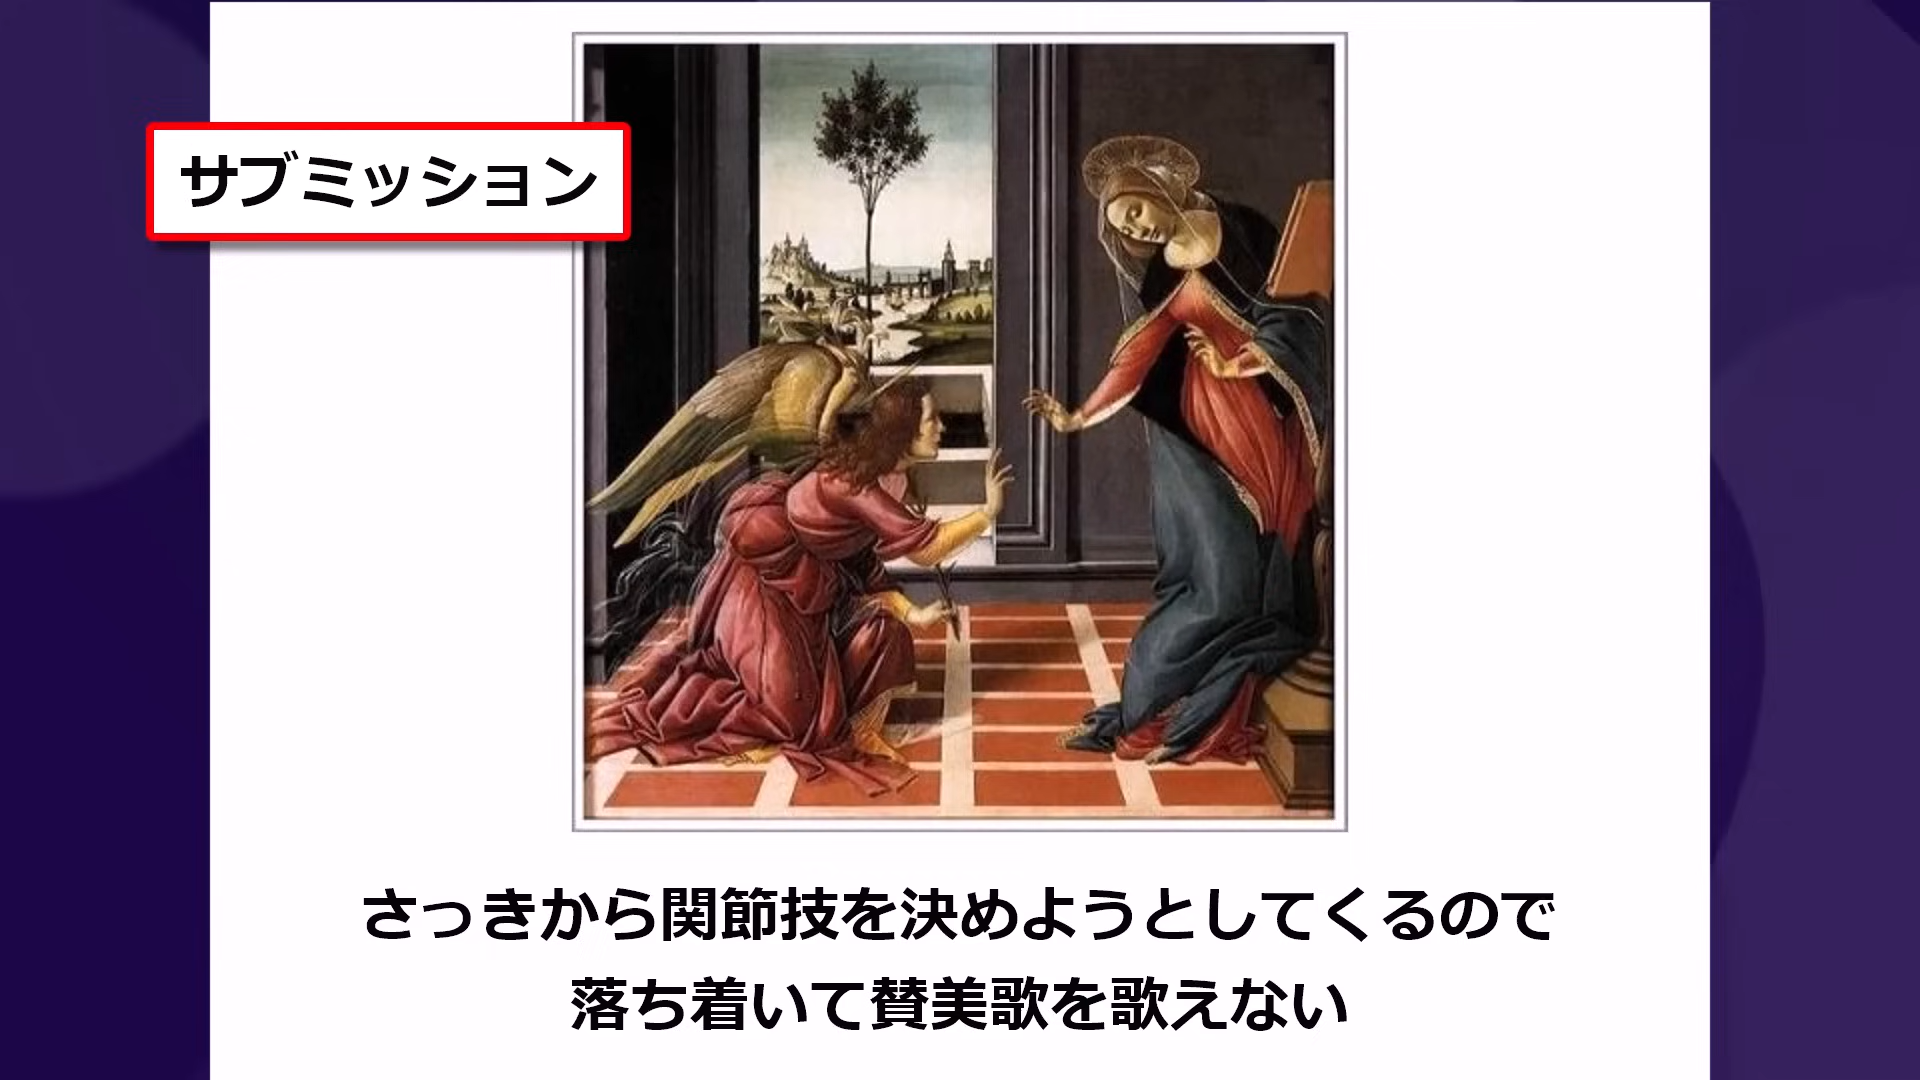 サブミッション
さっきから関節技を決めようとしてくるので
落ち着いて賛美歌を歌えない